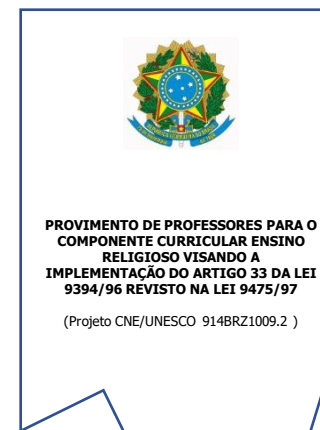 PROVIMENTO DE PROFESSORES PARA O
COMPONENTE CURRICULAR ENSINO
RELIGIOSO VISANDO A
IMPLEMENTAÇÃO DO ARTIGO 33 DA LEI
9394/96 REVISTO NA LEI 9475/97
(Projeto CNE/UNESCO 914BRZ1009.2 )